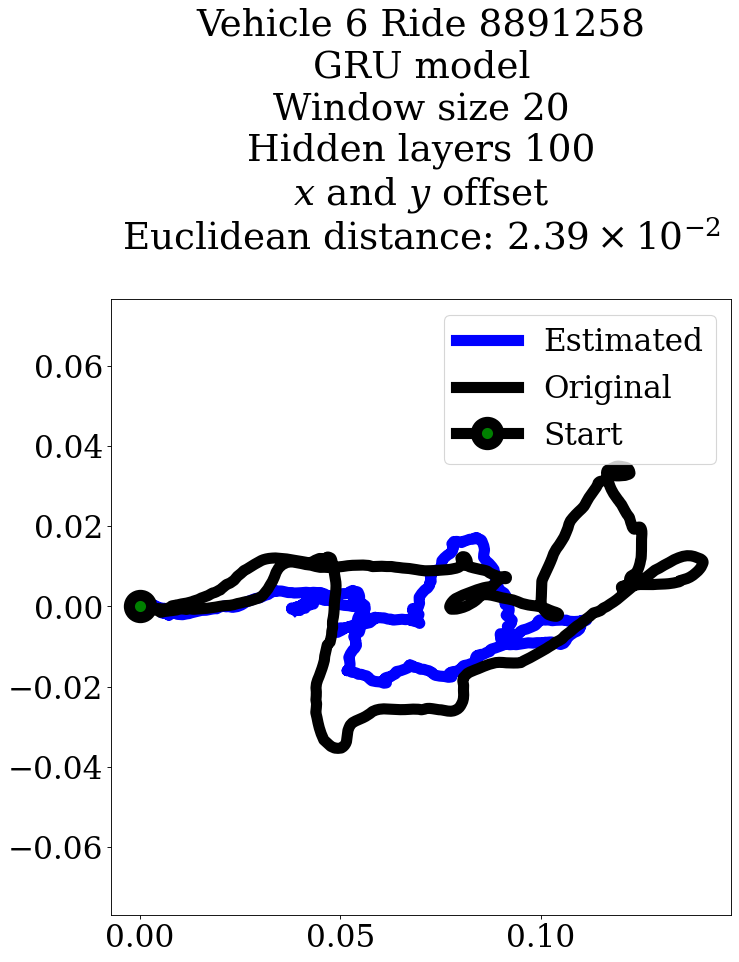 Vehicle 6 Ride 8891258
GRU model
Window size 20
Hidden layers 100
x and y offset
Euclidean distance: 2.39 × 10⁻²
Estimated
Original
Start
0.06
0.04
0.02
0.00
−0.02
−0.04
−0.06
0.00 0.05 0.10